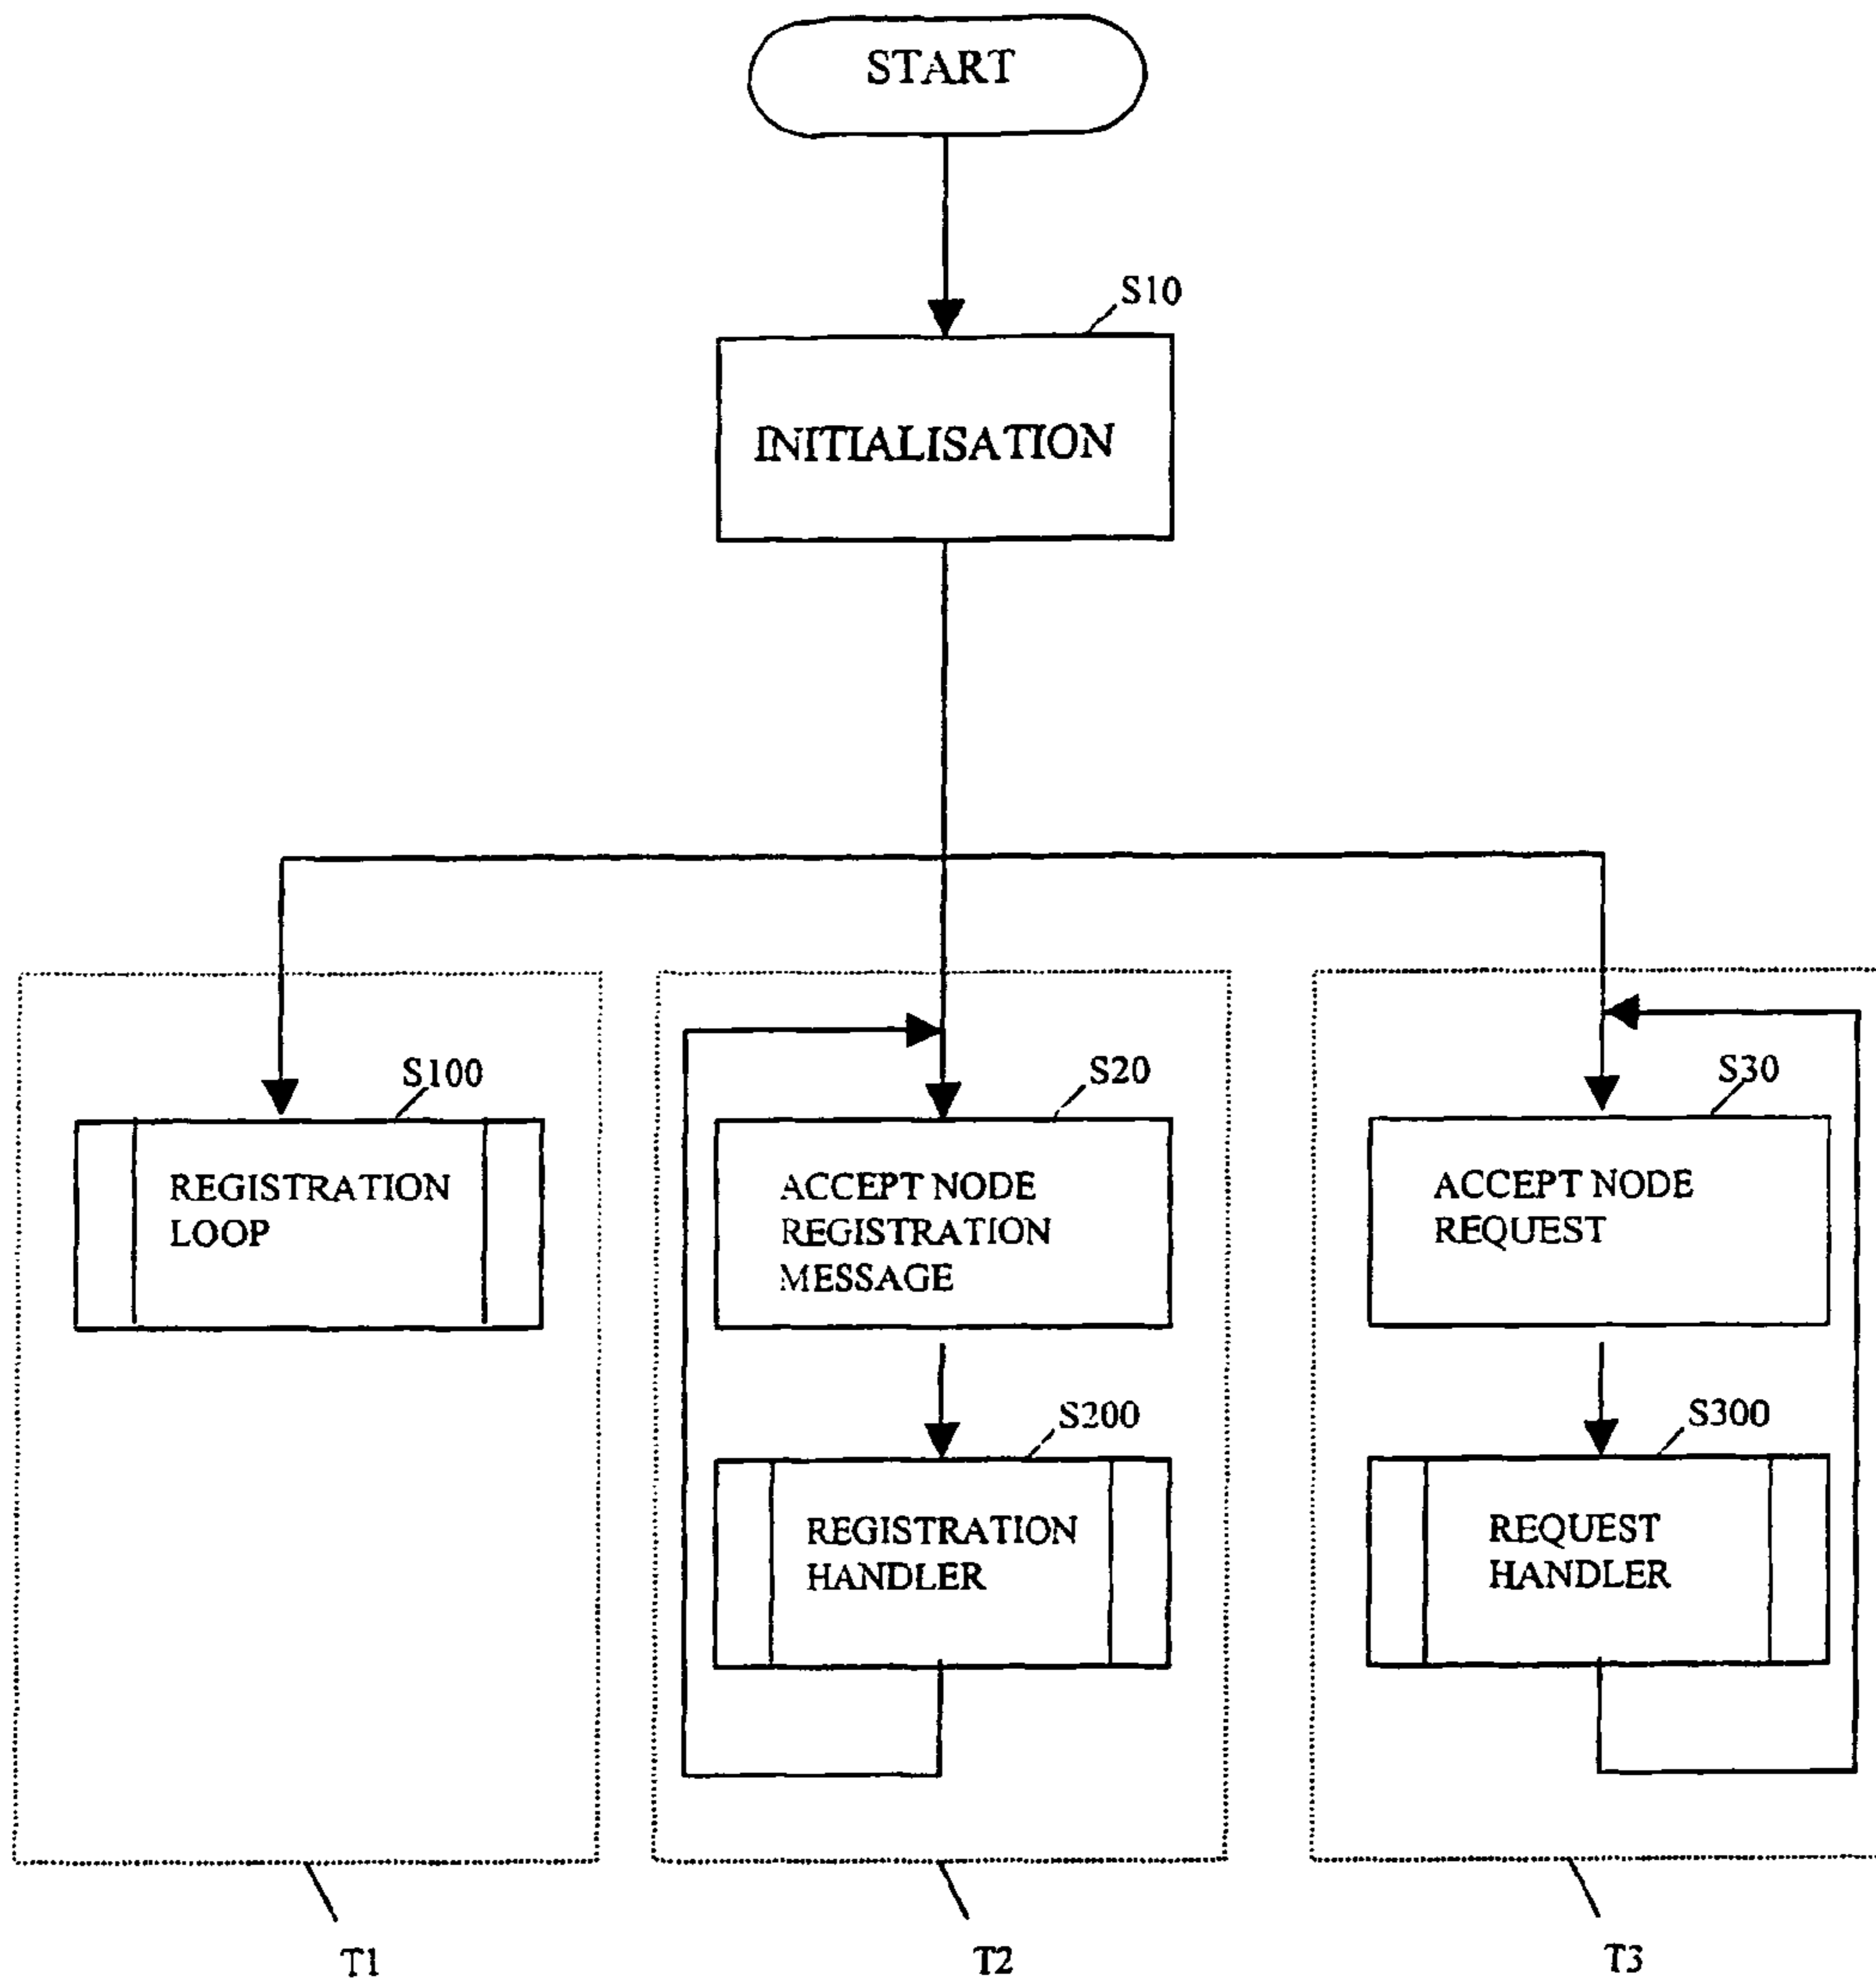 START
S10
INITIALISATION
S100
REGISTRATION
LOOP
S20
ACCEPT NODE
REGISTRATION
MESSAGE
S30
ACCEPT NODE
REQUEST
S200
REGISTRATION
HANDLER
S300
REQUEST
HANDLER
T1
T2
T3